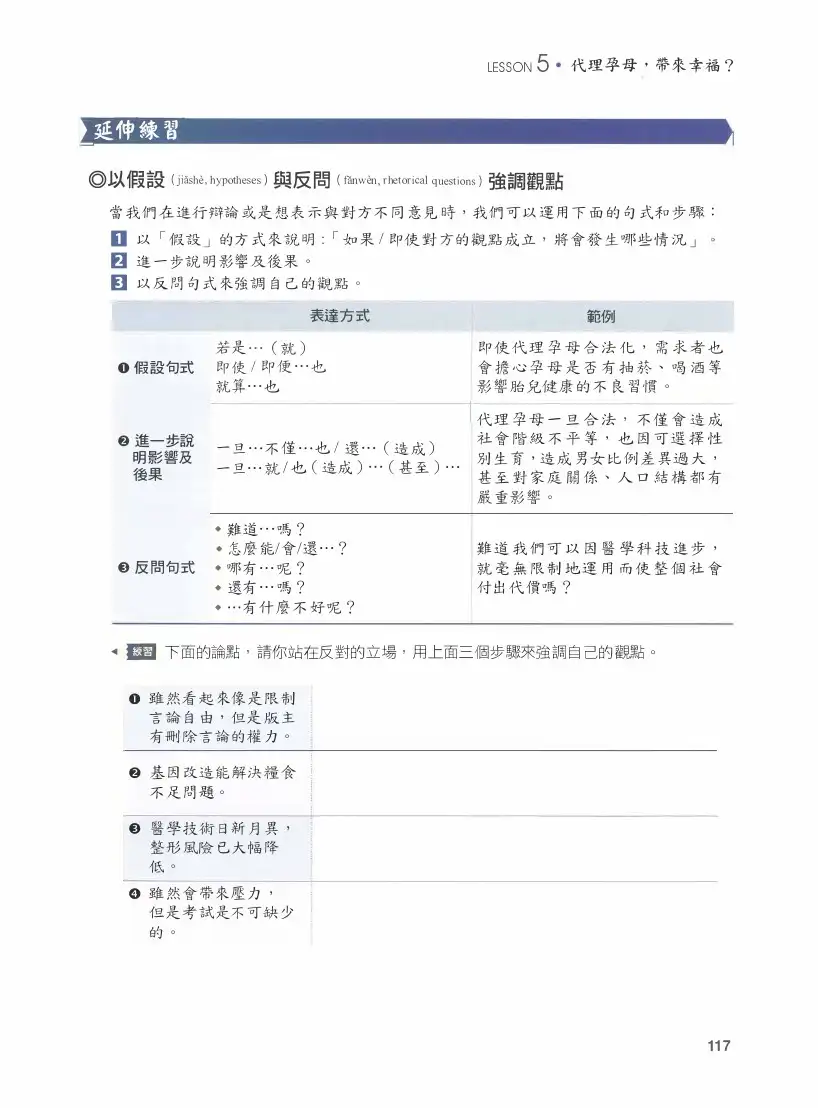 LESSON 5 • 代理孕母，帶來幸福？
延伸練習
◎以假設（jiǎshè, hypotheses）與反問（fǎnwèn, rhetorical questions）強調觀點
當我們在進行辯論或是想表示與對方不同意見時，我們可以運用下面的句式和步驟：
1 以「假設」的方式來說明：「如果/即使對方的觀點成立，將會發生哪些情況」。
2 進一步說明影響及後果。
3 以反問句式來強調自己的觀點。
表達方式
範例
❶ 假設句式
若是…（就）
即使/即便…也
就算…也
即使代理孕母合法化，需求者也
會擔心孕母是否有抽菸、喝酒等
影響胎兒健康的不良習慣。
❷ 進一步說
明影響及
後果
一旦…不僅…也/還…（造成）
一旦…就/也（造成）…（甚至）…
代理孕母一旦合法，不僅會造成
社會階級不平等，也因可選擇性
別生育，造成男女比例差異過大，
甚至對家庭關係、人口結構都有
嚴重影響。
❸ 反問句式
◆ 難道…嗎？
◆ 怎麼能/會/還…？
◆ 哪有…呢？
◆ 還有…嗎？
◆ …有什麼不好呢？
難道我們可以因醫學科技進步，
就毫無限制地運用而使整個社會
付出代價嗎？
◀ 練習 下面的論點，請你站在反對的立場，用上面三個步驟來強調自己的觀點。
❶ 雖然看起來像是限制
言論自由，但是版主
有刪除言論的權力。
❷ 基因改造能解決糧食
不足問題。
❸ 醫學技術日新月異，
整形風險已大幅降
低。
❹ 雖然會帶來壓力，
但是考試是不可缺少
的。
117